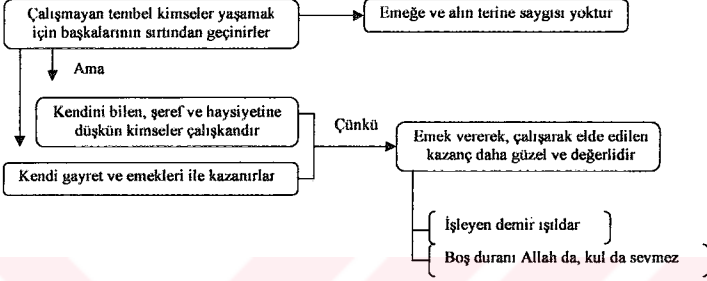 Çalışmayan tembel kimseler yaşamak
için başkalarının sırtından geçinirler
Emeğe ve alın terine saygısı yoktur
Ama
Kendini bilen, şeref ve haysiyetine
düşkün kimseler çalışkandır
Çünkü
Emek vererek, çalışarak elde edilen
kazanç daha güzel ve değerlidir
Kendi gayret ve emekleri ile kazanırlar
İşleyen demir ışıldar
Boş duranı Allah da, kul da sevmez